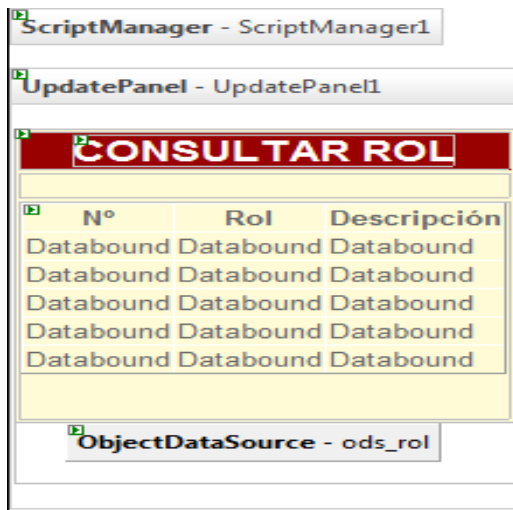 ScriptManager - ScriptManager1
UpdatePanel - UpdatePanel1
CONSULTAR ROL
Nº Rol Descripción
Databound Databound Databound
Databound Databound Databound
Databound Databound Databound
Databound Databound Databound
Databound Databound Databound
ObjectDataSource - ods_rol